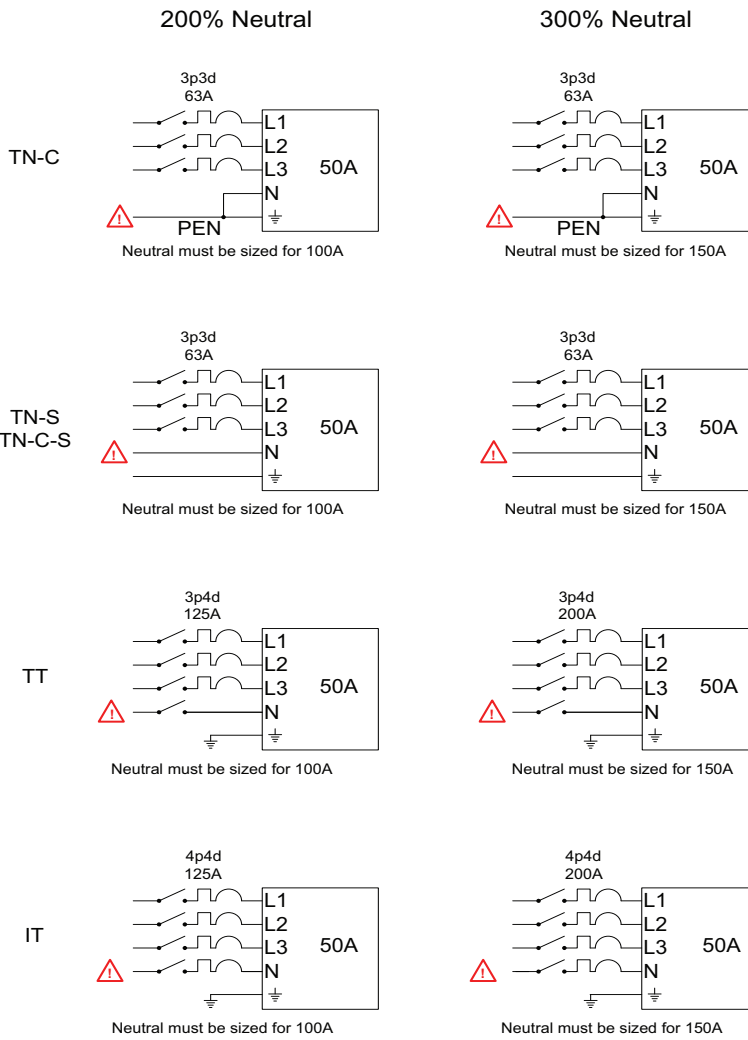 200% Neutral
300% Neutral
TN-C
3p3d
63A
L1
L2
L3
N
50A
PEN
Neutral must be sized for 100A
3p3d
63A
L1
L2
L3
N
50A
PEN
Neutral must be sized for 150A
TN-S
TN-C-S
3p3d
63A
L1
L2
L3
N
50A
Neutral must be sized for 100A
3p3d
63A
L1
L2
L3
N
50A
Neutral must be sized for 150A
TT
3p4d
125A
L1
L2
L3
N
50A
Neutral must be sized for 100A
3p4d
200A
L1
L2
L3
N
50A
Neutral must be sized for 150A
IT
4p4d
125A
L1
L2
L3
N
50A
Neutral must be sized for 100A
4p4d
200A
L1
L2
L3
N
50A
Neutral must be sized for 150A